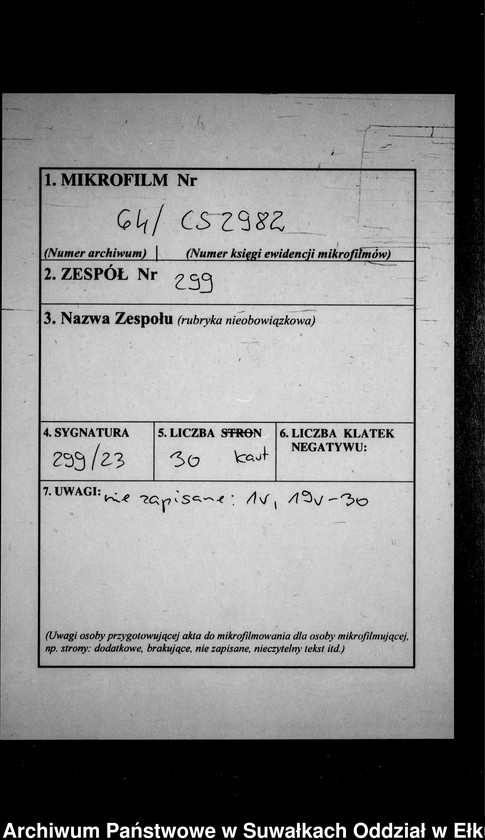 1. MIKROFILM Nr
64/ CS2982
(Numer archiwum) (Numer księgi ewidencji mikrofilmów)
2. ZESPÓŁ Nr 299
3. Nazwa Zespołu (rubryka nieobowiązkowa)
4. SYGNATURA
299/23
5. LICZBA STRON
30 kart
6. LICZBA KLATEK
NEGATYWU:
7. UWAGI: nie zapisane: 1v, 19v-30
(Uwagi osoby przygotowującej akta do mikrofilmowania dla osoby mikrofilmującej,
np. strony: dodatkowe, brakujące, nie zapisane, nieczytelny tekst itd.)
Archiwum Państwowe w Suwałkach Oddział w Ełk